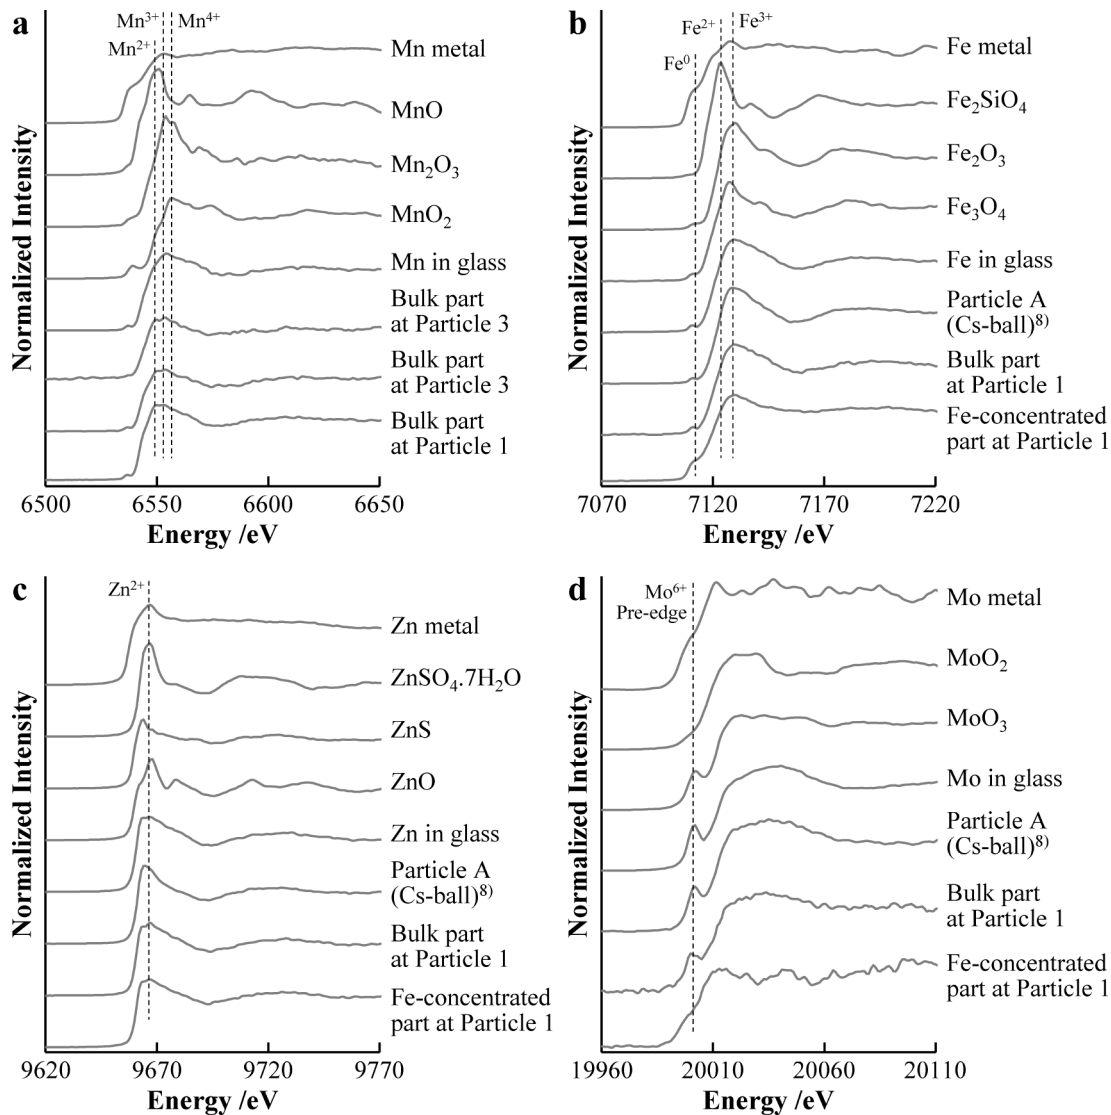 a
Mn³⁺
Mn⁴⁺
Mn²⁺
Mn metal
MnO
Mn₂O₃
MnO₂
Mn in glass
Bulk part
at Particle 3
Bulk part
at Particle 3
Bulk part
at Particle 1
Normalized Intensity
6500
6550
6600
6650
Energy /eV
b
Fe²⁺
Fe³⁺
Fe⁰
Fe metal
Fe₂SiO₄
Fe₂O₃
Fe₃O₄
Fe in glass
Particle A
(Cs-ball)⁸⁾
Bulk part
at Particle 1
Fe-concentrated
part at Particle 1
Normalized Intensity
7070
7120
7170
7220
Energy /eV
c
Zn²⁺
Zn metal
ZnSO₄.7H₂O
ZnS
ZnO
Zn in glass
Particle A
(Cs-ball)⁸⁾
Bulk part
at Particle 1
Fe-concentrated
part at Particle 1
Normalized Intensity
9620
9670
9720
9770
Energy /eV
d
Mo⁶⁺
Pre-edge
Mo metal
MoO₂
MoO₃
Mo in glass
Particle A
(Cs-ball)⁸⁾
Bulk part
at Particle 1
Fe-concentrated
part at Particle 1
Normalized Intensity
19960
20010
20060
20110
Energy /eV